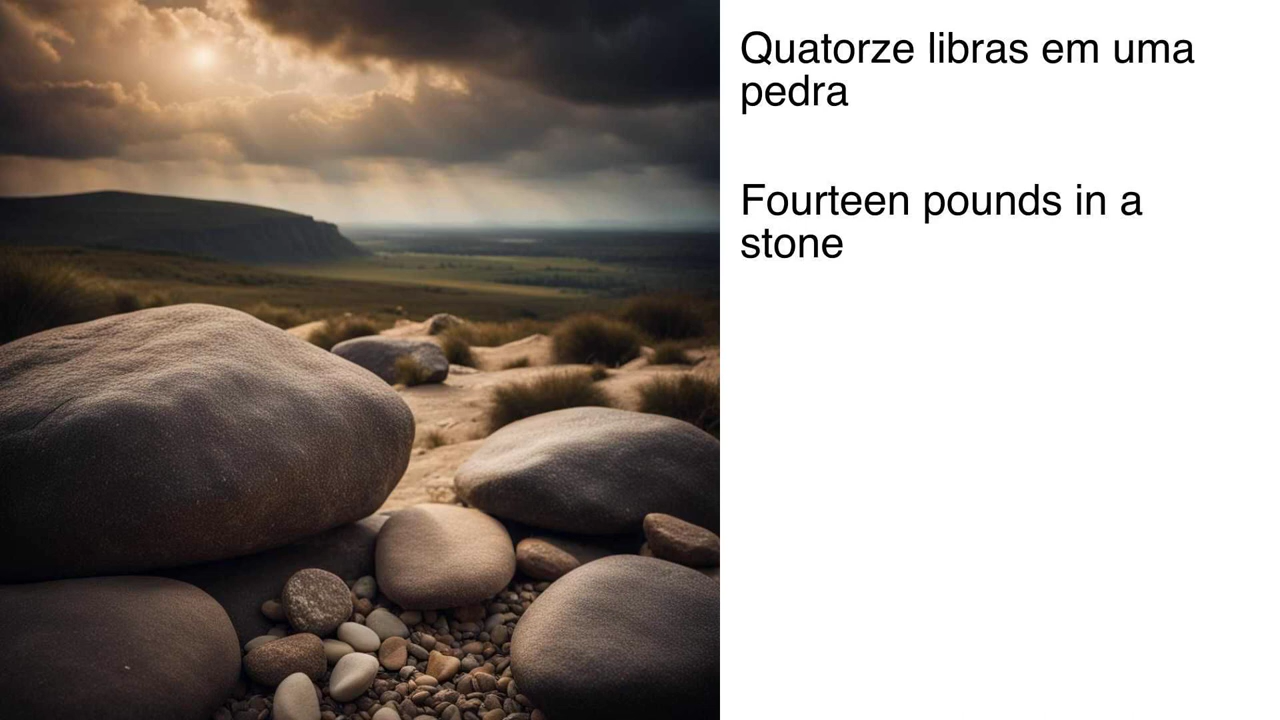 Quatorze libras em uma
pedra
Fourteen pounds in a
stone